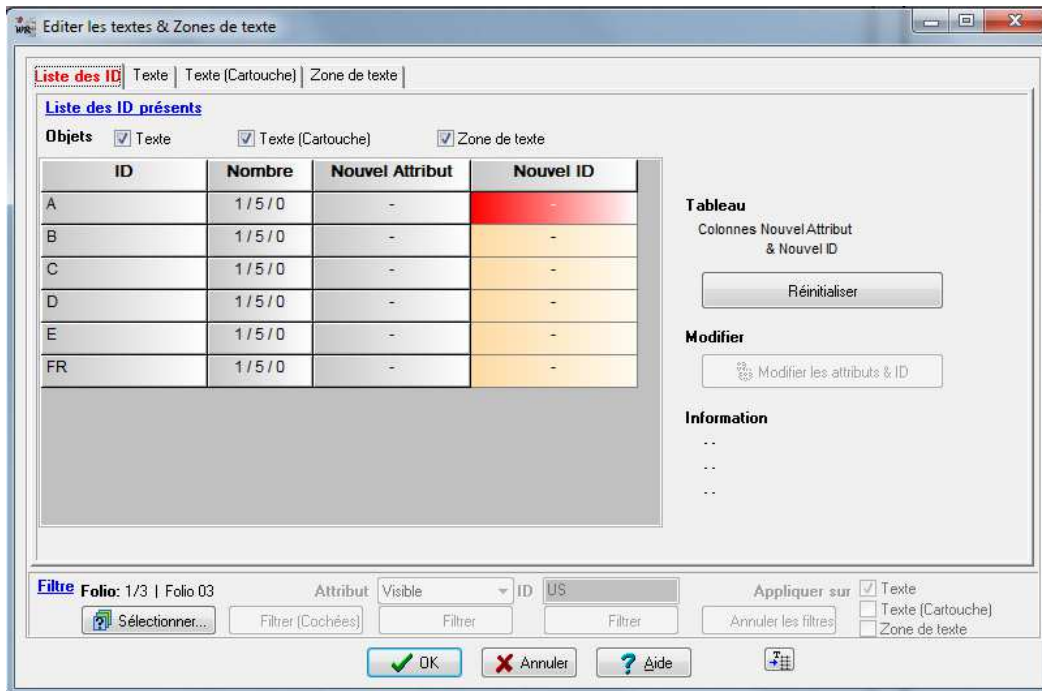 Editer les textes & Zones de texte
Liste des ID Texte Texte (Cartouche) Zone de texte
Liste des ID présents
Objets Texte Texte (Cartouche) Zone de texte
ID Nombre Nouvel Attribut Nouvel ID
A 1/5/0 - -
B 1/5/0 - -
C 1/5/0 - -
D 1/5/0 - -
E 1/5/0 - -
FR 1/5/0 - -
Tableau
Colonnes Nouvel Attribut
& Nouvel ID
Réinitialiser
Modifier
Modifier les attributs & ID
Information
- -
- -
- -
Filtre Folio: 1/3 | Folio 03 Attribut Visible ID US Appliquer sur Texte
Texte (Cartouche)
Zone de texte
Sélectionner... Filtrer (Cochées) Filtrer Filtrer Annuler les filtres
OK Annuler Aide